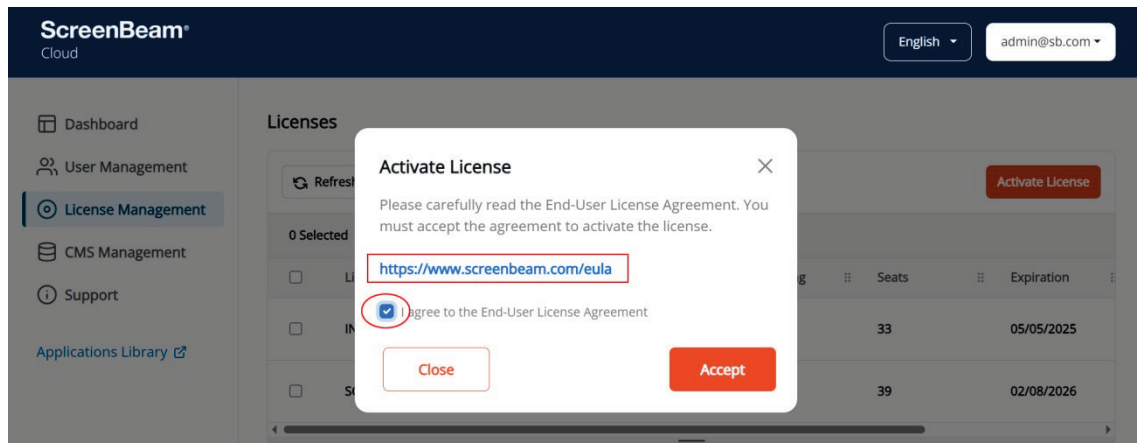 ScreenBeam®
Cloud
English
admin@sb.com
Dashboard
User Management
License Management
CMS Management
Support
Applications Library
Licenses
Refresh
Activate License
0 Selected
Seats
Expiration
33
05/05/2025
39
02/08/2026
Activate License
Please carefully read the End-User License Agreement. You
must accept the agreement to activate the license.
https://www.screenbeam.com/eula
I agree to the End-User License Agreement
Close
Accept